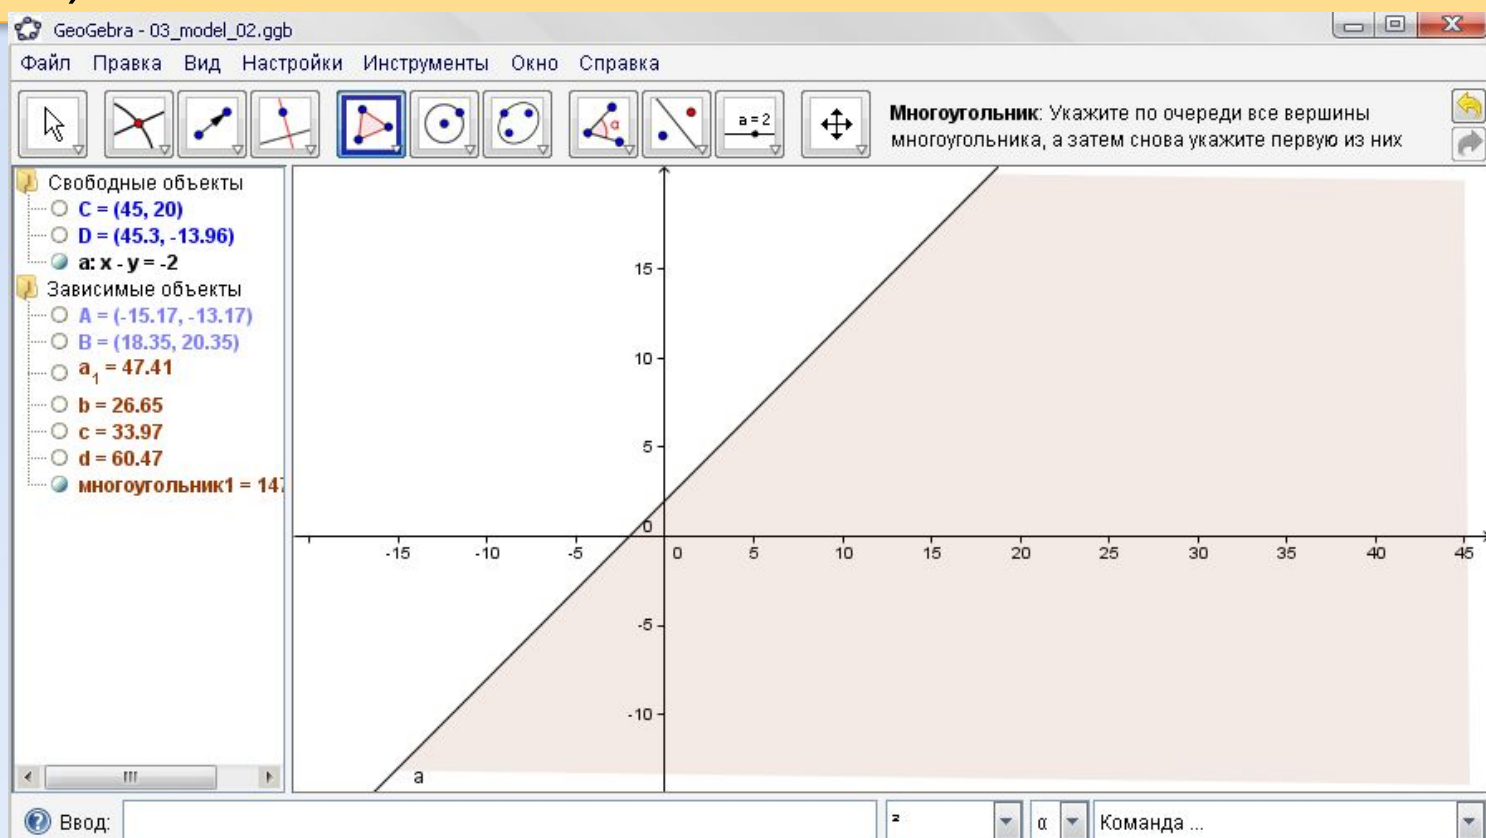 GeoGebra - 03_model_02.ggb
Файл Правка Вид Настройки Инструменты Окно Справка
α
a = 2
Многоугольник: Укажите по очереди все вершины
многоугольника, а затем снова укажите первую из них
Свободные объекты
C = (45, 20)
D = (45.3, -13.96)
a: x - y = -2
Зависимые объекты
A = (-15.17, -13.17)
B = (18.35, 20.35)
a1 = 47.41
b = 26.65
c = 33.97
d = 60.47
многоугольник1 = 147
15
10
5
0
-15 -10 -5 0 5 10 15 20 25 30 35 40 45
-5
-10
a
Ввод: ² α Команда ...